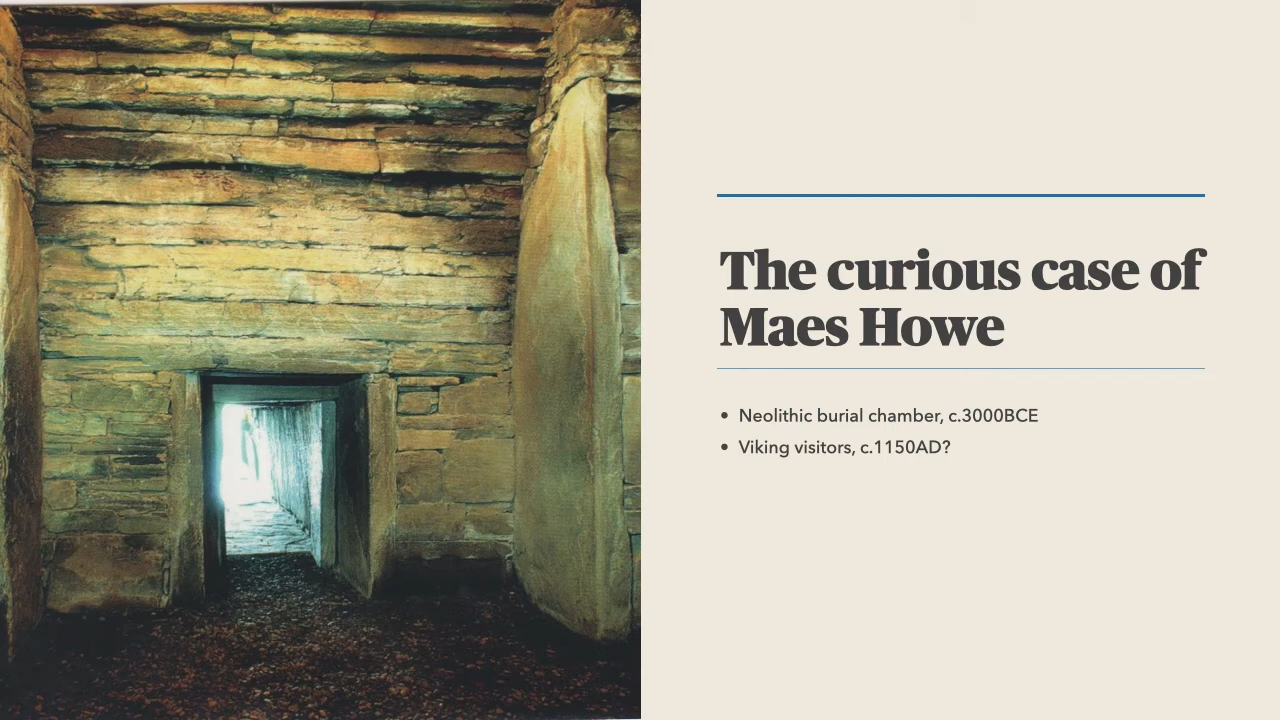 The curious case of
Maes Howe
• Neolithic burial chamber, c.3000BCE
• Viking visitors, c.1150AD?